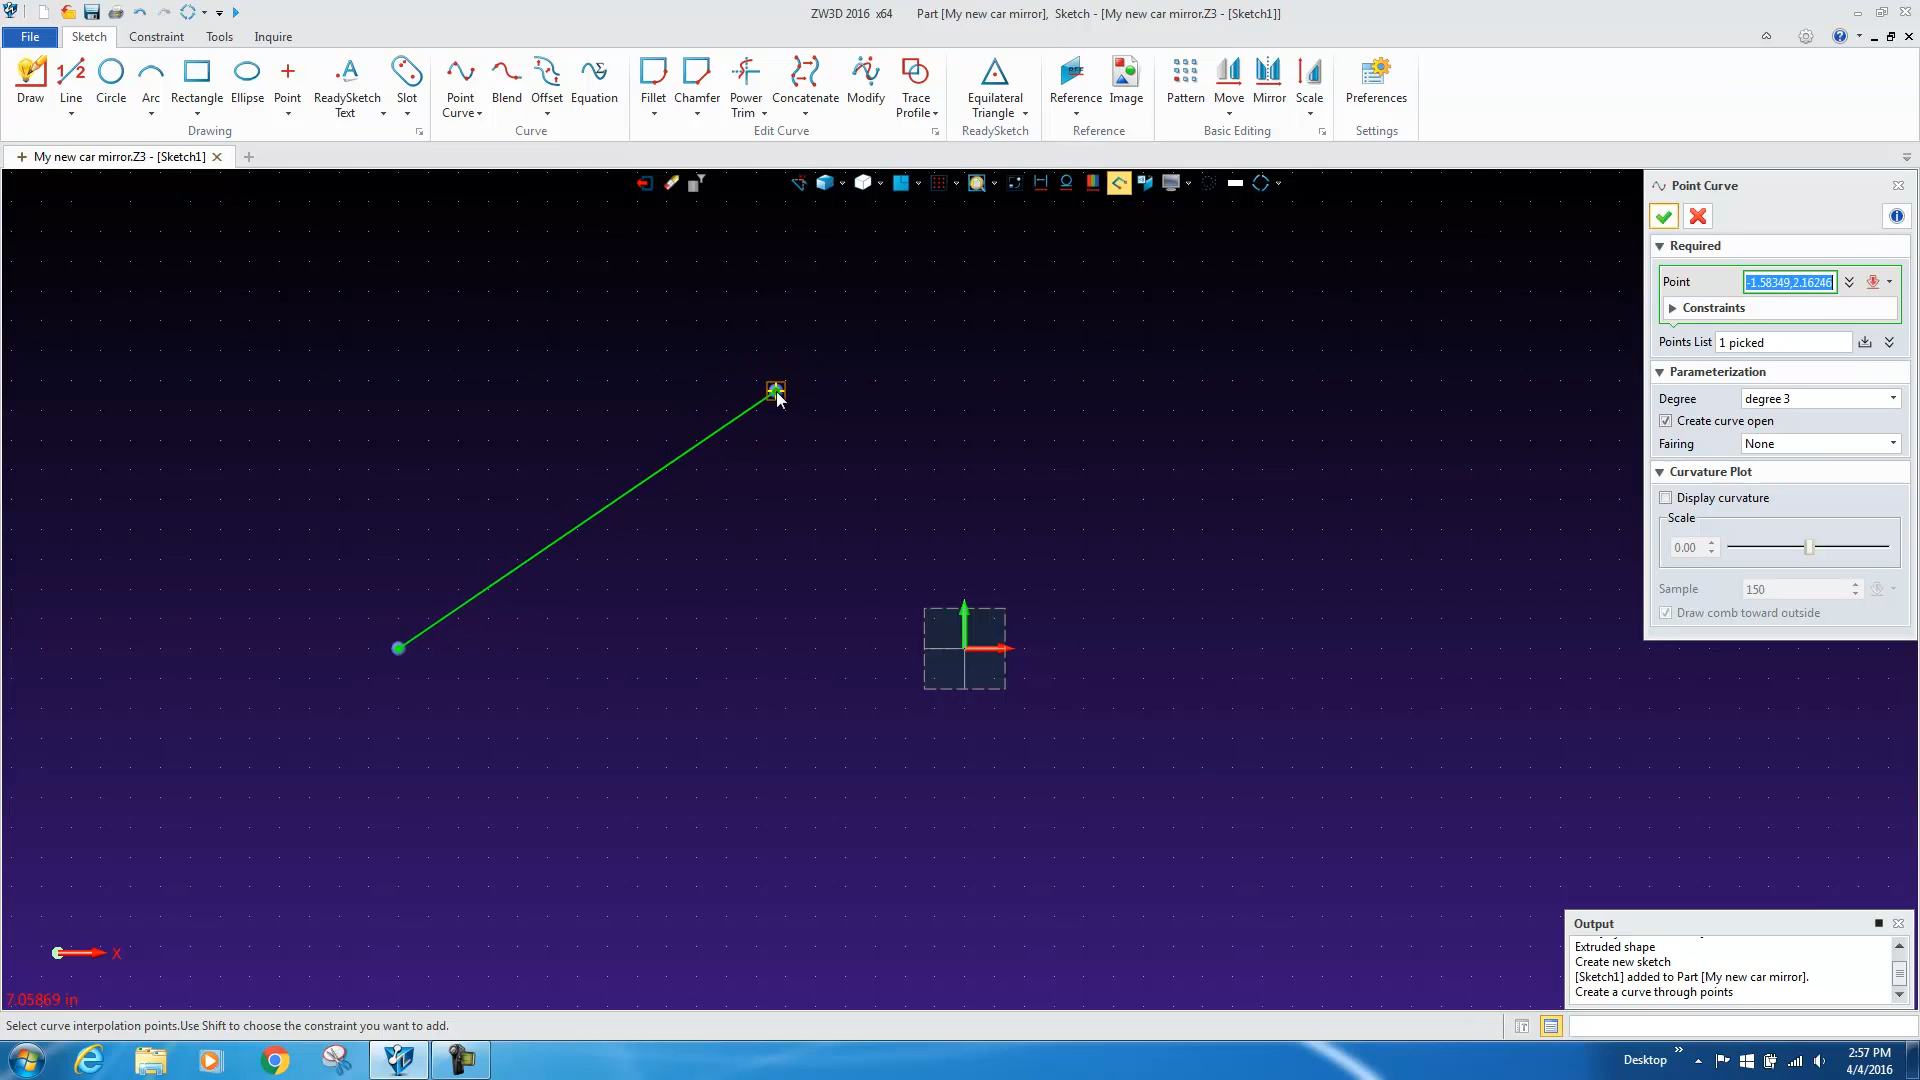 ZW3D 2016 x64 Part [My new car mirror], Sketch - [My new car mirror.Z3 - [Sketch1]]
File Sketch Constraint Tools Inquire
Draw Line Circle Arc Rectangle Ellipse Point ReadySketch Text Slot
Drawing
Point Curve Blend Offset Equation
Curve
Fillet Chamfer Power Trim Concatenate Modify Trace Profile
Edit Curve
Equilateral Triangle
ReadySketch
REF
Reference Image
Reference
Pattern Move Mirror Scale
Basic Editing
Preferences
Settings
My new car mirror.Z3 - [Sketch1]
Point Curve
Required
Point -1.58349,2.16246
Constraints
Points List 1 picked
Parameterization
Degree degree 3
Create curve open
Fairing None
Curvature Plot
Display curvature
Scale
0.00
Sample 150
Draw comb toward outside
X
7.05869 in
Output
Extruded shape
Create new sketch
[Sketch1] added to Part [My new car mirror].
Create a curve through points
Select curve interpolation points.Use Shift to choose the constraint you want to add.
Desktop
2:57 PM
4/4/2016